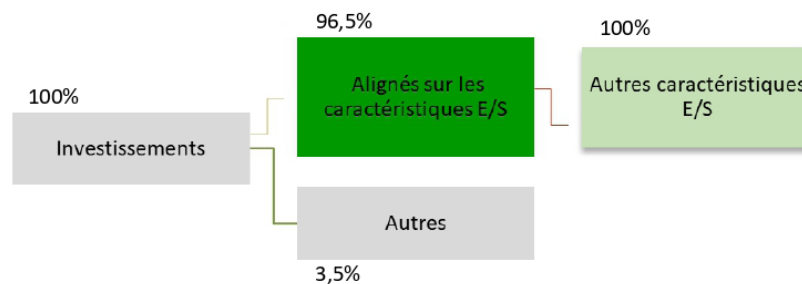 96,5%
100%
100%
Alignés sur les
caractéristiques E/S
Autres caractéristiques
E/S
Investissements
Autres
3,5%